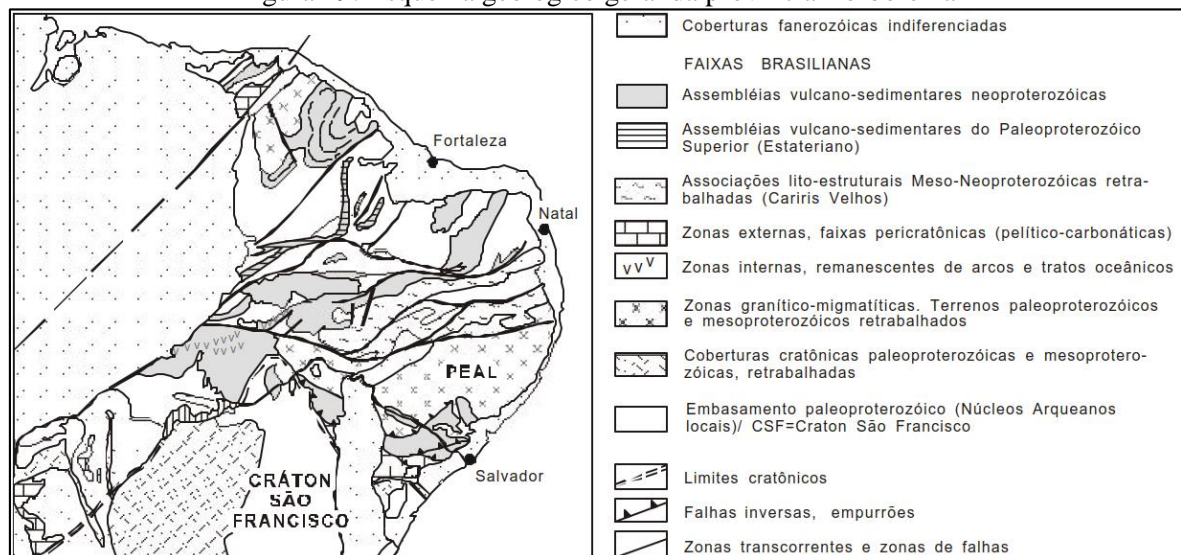 Coberturas fanerozóicas indiferenciadas
FAIXAS BRASILIANAS
Assembléias vulcano-sedimentares neoproterozóicas
Assembléias vulcano-sedimentares do Paleoproterozóico
Superior (Estateriano)
Associações lito-estruturais Meso-Neoproterozóicas retra-
balhadas (Cariris Velhos)
Zonas externas, faixas pericratônicas (pelítico-carbonáticas)
Zonas internas, remanescentes de arcos e tratos oceânicos
Zonas granítico-migmatíticas. Terrenos paleoproterozóicos
e mesoproterozóicos retrabalhados
Coberturas cratônicas paleoproterozóicas e mesoprotero-
zóicas, retrabalhadas
Embasamento paleoproterozóico (Núcleos Arqueanos
locais)/ CSF=Craton São Francisco
Limites cratônicos
Falhas inversas, empurrões
Zonas transcorrentes e zonas de falhas
Fortaleza
Natal
PEAL
Salvador
CRÁTON
SÃO
FRANCISCO